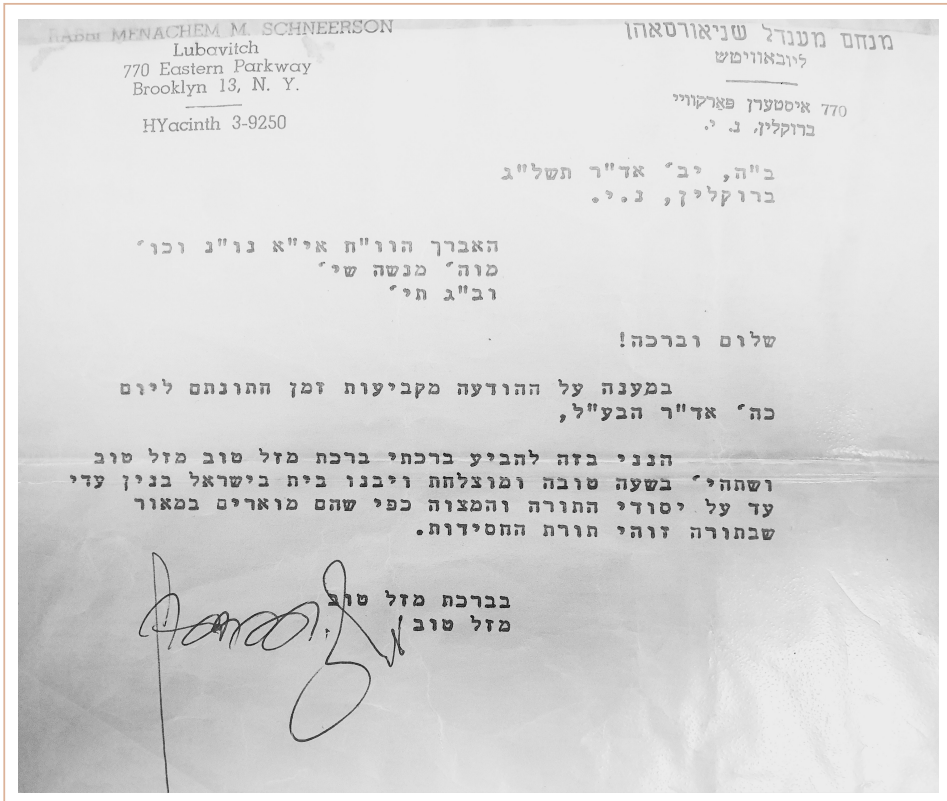 RABBI MENACHEM M. SCHNEERSON
Lubavitch
770 Eastern Parkway
Brooklyn 13, N. Y.
HYacinth 3-9250
מנחם מענדל שניאורסאהן
ליובאוויטש
770 איסטערן פארקוויי
ברוקלין, נ. י.
ב"ה, יב' אד"ר תשל"ג
ברוקלין, נ.י.
האברך הוו"ח אי"א נו"נ וכו'
מוה' מנשה שי'
וב"ג תי'
שלום וברכה!
במענה על ההודעה מקביעות זמן התונתם ליום
כה' אד"ר הבע"ל,
הנני בזה להביע ברכתי ברכת מזל טוב מזל טוב
ושתהי' בשעה טובה ומוצלחת ויבנו בית בישראל בנין עדי
עד על יסודי התורה והמצוה כפי שהם מוארים במאור
שבתורה זוהי תורת החסידות.
בברכת מזל טוב
מזל טוב